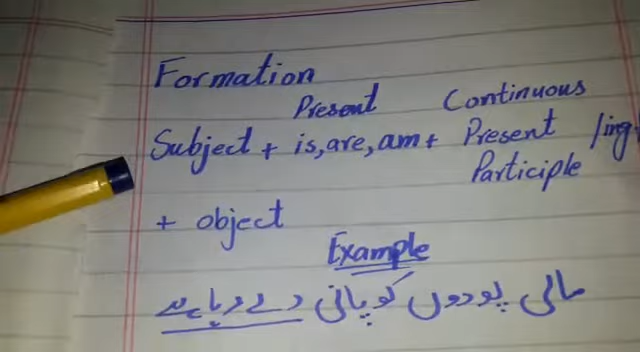 Formation
Present Continuous
Subject + is, are, am + Present /ing
Participle
+ object
Example
مالی پودوں کو پانی دے رہا ہے